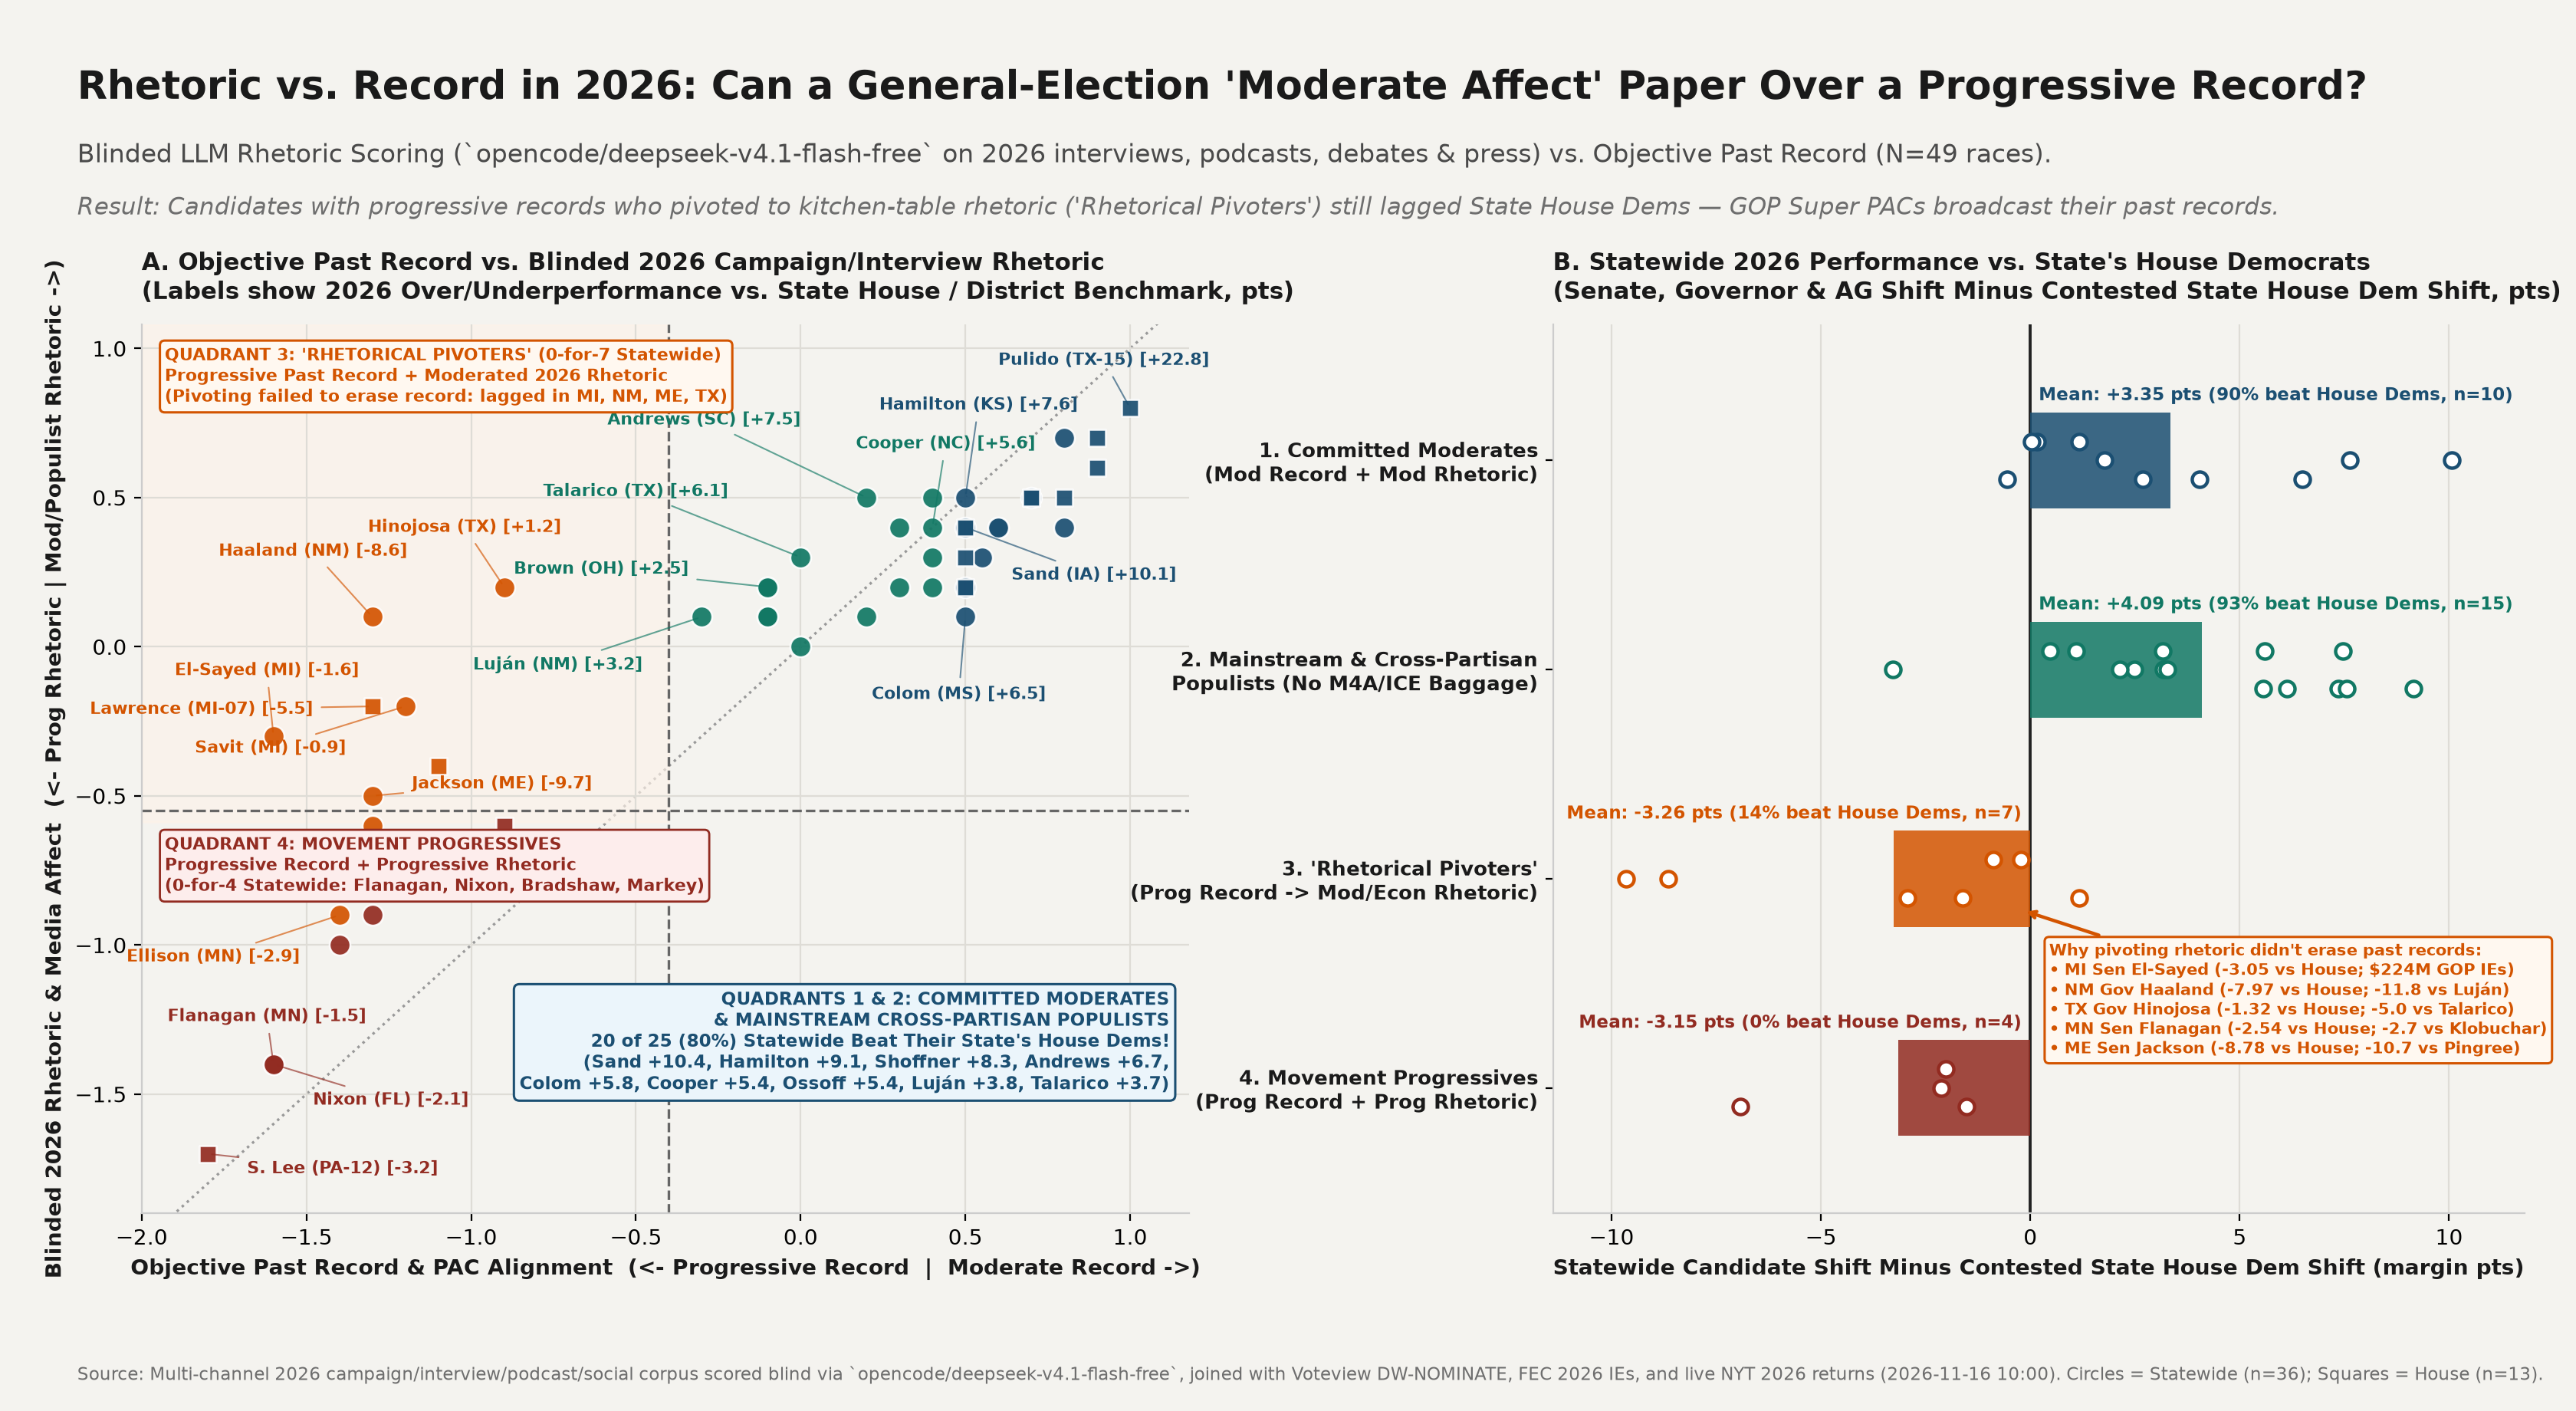 Rhetoric vs. Record in 2026: Can a General-Election 'Moderate Affect' Paper Over a Progressive Record?
Blinded LLM Rhetoric Scoring (`opencode/deepseek-v4.1-flash-free` on 2026 interviews, podcasts, debates & press) vs. Objective Past Record (N=49 races).
Result: Candidates with progressive records who pivoted to kitchen-table rhetoric ('Rhetorical Pivoters') still lagged State House Dems — GOP Super PACs broadcast their past records.
A. Objective Past Record vs. Blinded 2026 Campaign/Interview Rhetoric
(Labels show 2026 Over/Underperformance vs. State House / District Benchmark, pts)
Blinded 2026 Rhetoric & Media Affect  (<- Prog Rhetoric | Mod/Populist Rhetoric ->)
1.0
0.5
0.0
−0.5
−1.0
−1.5
QUADRANT 3: 'RHETORICAL PIVOTERS' (0-for-7 Statewide)
Progressive Past Record + Moderated 2026 Rhetoric
(Pivoting failed to erase record: lagged in MI, NM, ME, TX)
Pulido (TX-15) [+22.8]
Hamilton (KS) [+7.6]
Andrews (SC) [+7.5]
Cooper (NC) [+5.6]
Talarico (TX) [+6.1]
Hinojosa (TX) [+1.2]
Haaland (NM) [-8.6]
Brown (OH) [+2.5]
Sand (IA) [+10.1]
Luján (NM) [+3.2]
El-Sayed (MI) [-1.6]
Colom (MS) [+6.5]
Lawrence (MI-07) [-5.5]
Savit (MI) [-0.9]
Jackson (ME) [-9.7]
QUADRANT 4: MOVEMENT PROGRESSIVES
Progressive Record + Progressive Rhetoric
(0-for-4 Statewide: Flanagan, Nixon, Bradshaw, Markey)
Ellison (MN) [-2.9]
Flanagan (MN) [-1.5]
Nixon (FL) [-2.1]
S. Lee (PA-12) [-3.2]
QUADRANTS 1 & 2: COMMITTED MODERATES
& MAINSTREAM CROSS-PARTISAN POPULISTS
20 of 25 (80%) Statewide Beat Their State's House Dems!
(Sand +10.4, Hamilton +9.1, Shoffner +8.3, Andrews +6.7,
Colom +5.8, Cooper +5.4, Ossoff +5.4, Luján +3.8, Talarico +3.7)
−2.0
−1.5
−1.0
−0.5
0.0
0.5
1.0
Objective Past Record & PAC Alignment  (<- Progressive Record  |  Moderate Record ->)
B. Statewide 2026 Performance vs. State's House Democrats
(Senate, Governor & AG Shift Minus Contested State House Dem Shift, pts)
1. Committed Moderates
(Mod Record + Mod Rhetoric)
Mean: +3.35 pts (90% beat House Dems, n=10)
2. Mainstream & Cross-Partisan
Populists (No M4A/ICE Baggage)
Mean: +4.09 pts (93% beat House Dems, n=15)
3. 'Rhetorical Pivoters'
(Prog Record -> Mod/Econ Rhetoric)
Mean: -3.26 pts (14% beat House Dems, n=7)
Why pivoting rhetoric didn't erase past records:
• MI Sen El-Sayed (-3.05 vs House; $224M GOP IEs)
• NM Gov Haaland (-7.97 vs House; -11.8 vs Luján)
• TX Gov Hinojosa (-1.32 vs House; -5.0 vs Talarico)
• MN Sen Flanagan (-2.54 vs House; -2.7 vs Klobuchar)
• ME Sen Jackson (-8.78 vs House; -10.7 vs Pingree)
4. Movement Progressives
(Prog Record + Prog Rhetoric)
Mean: -3.15 pts (0% beat House Dems, n=4)
−10
−5
0
5
10
Statewide Candidate Shift Minus Contested State House Dem Shift (margin pts)
Source: Multi-channel 2026 campaign/interview/podcast/social corpus scored blind via `opencode/deepseek-v4.1-flash-free`, joined with Voteview DW-NOMINATE, FEC 2026 IEs, and live NYT 2026 returns (2026-11-16 10:00). Circles = Statewide (n=36); Squares = House (n=13).